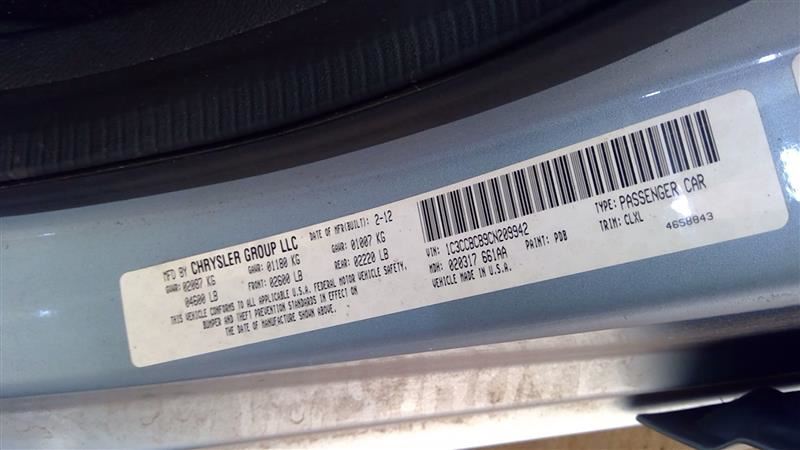 MFD BY CHRYSLER GROUP LLC DATE OF MFR(BUILT): 2-12
GVWR: 02087 KG GAWR: 01180 KG GAWR: 01007 KG
04600 LB FRONT: 02600 LB REAR: 02220 LB
THIS VEHICLE CONFORMS TO ALL APPLICABLE U.S.A. FEDERAL MOTOR VEHICLE SAFETY,
BUMPER AND THEFT PREVENTION STANDARDS IN EFFECT ON
THE DATE OF MANUFACTURE SHOWN ABOVE.
VIN: 1C3CCBCB9CN209942 TYPE: PASSENGER CAR
MDH: 020317 661AA PAINT: PDB TRIM: CLXL
VEHICLE MADE IN U.S.A. 4658843